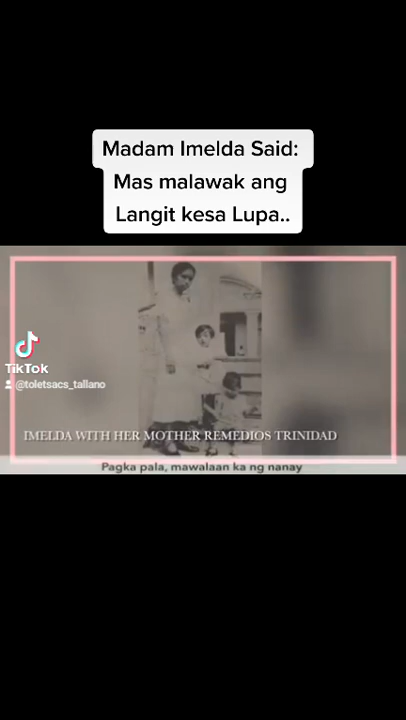 Madam Imelda Said:
Mas malawak ang
Langit kesa Lupa..
TikTok
@toletsacs_tallano
IMELDA WITH HER MOTHER REMEDIOS TRINIDAD
Pagka pala, mawalaan ka ng nanay